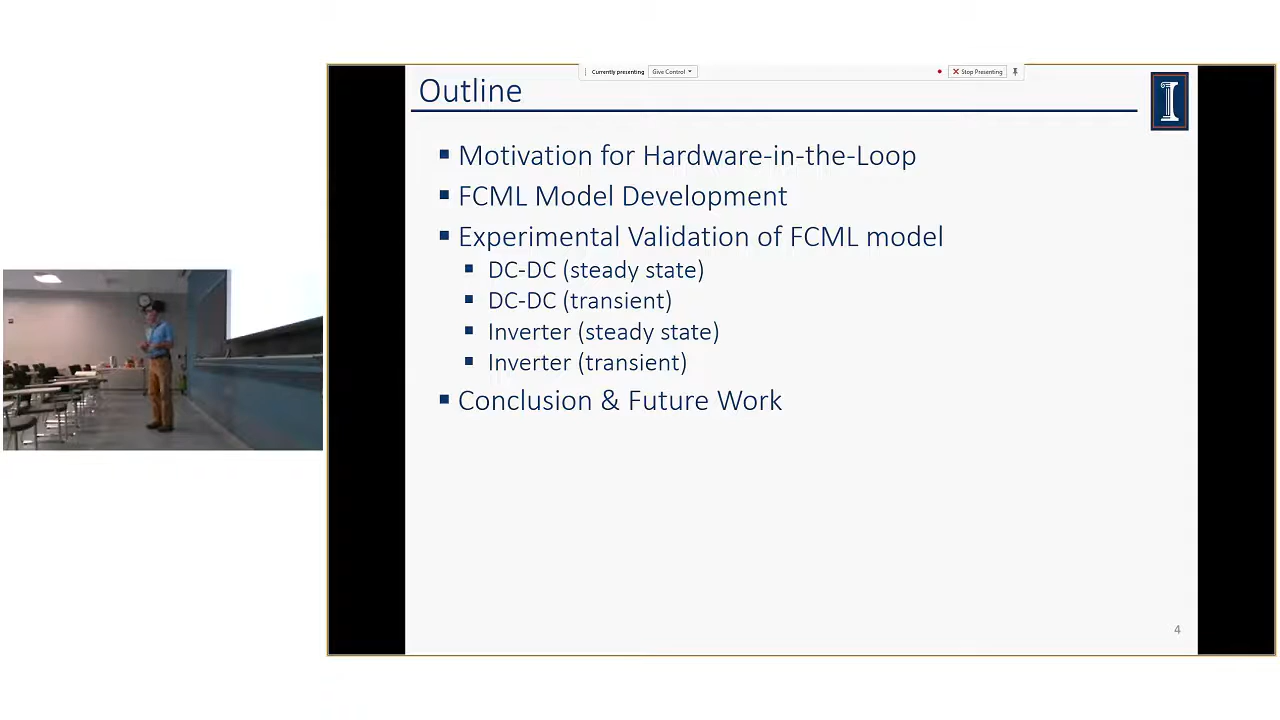 Currently presenting Give Control
Stop Presenting
Outline
Motivation for Hardware-in-the-Loop
FCML Model Development
Experimental Validation of FCML model
DC-DC (steady state)
DC-DC (transient)
Inverter (steady state)
Inverter (transient)
Conclusion & Future Work
4